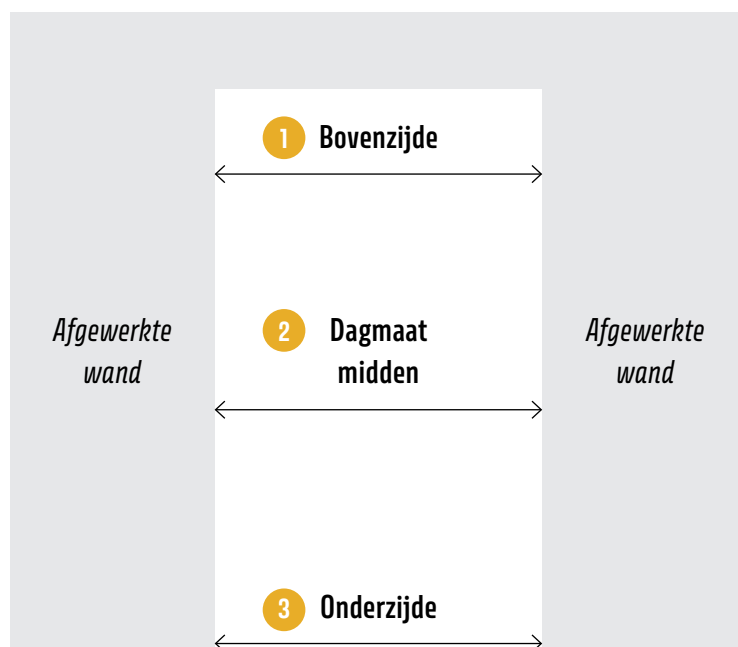 1 Bovenzijde
Afgewerkte
wand
2 Dagmaat
midden
Afgewerkte
wand
3 Onderzijde